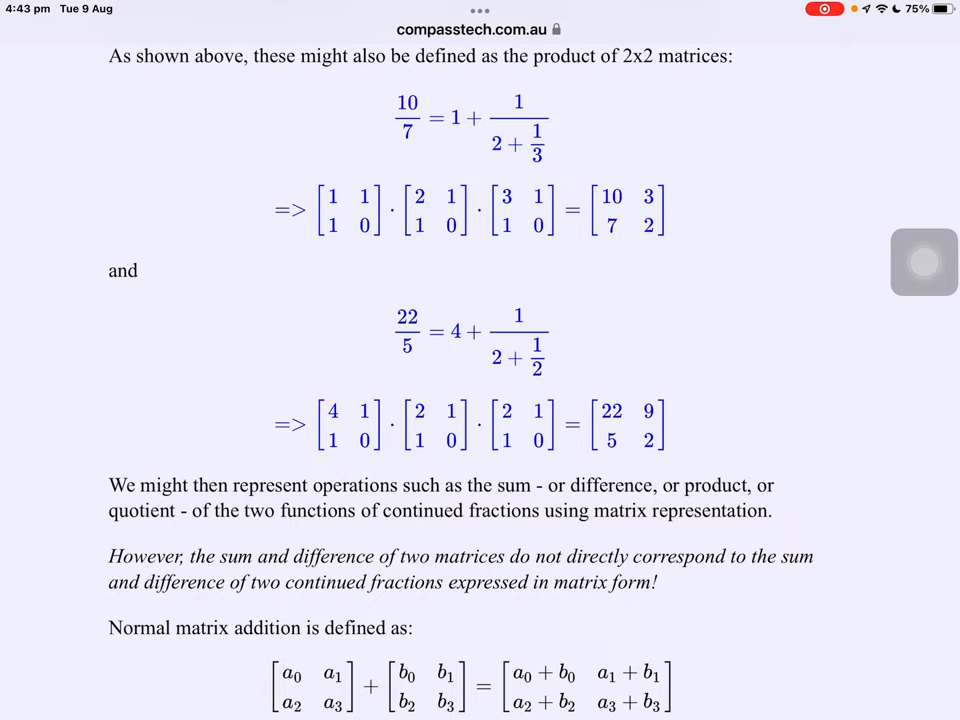 4:43 pm Tue 9 Aug
75%
compasstech.com.au
As shown above, these might also be defined as the product of 2x2 matrices:
10/7 = 1 + 1/(2 + 1/3)
=> [1 1; 1 0] · [2 1; 1 0] · [3 1; 1 0] = [10 3; 7 2]
and
22/5 = 4 + 1/(2 + 1/2)
=> [4 1; 1 0] · [2 1; 1 0] · [2 1; 1 0] = [22 9; 5 2]
We might then represent operations such as the sum - or difference, or product, or
quotient - of the two functions of continued fractions using matrix representation.
However, the sum and difference of two matrices do not directly correspond to the sum
and difference of two continued fractions expressed in matrix form!
Normal matrix addition is defined as:
[a₀ a₁; a₂ a₃] + [b₀ b₁; b₂ b₃] = [a₀ + b₀ a₁ + b₁; a₂ + b₂ a₃ + b₃]